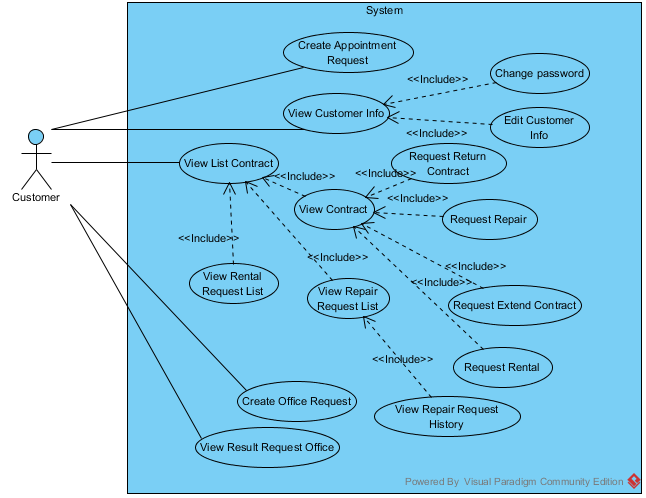 System
Create Appointment
Request
<<Include>>
Change password
View Customer Info
Edit Customer
Info
<<Include>>
Customer
View List Contract
<<Include>>
<<Include>>
Request Return
Contract
<<Include>>
View Contract
Request Repair
<<Include>>
<<Include>>
<<Include>>
<<Include>>
View Rental
Request List
View Repair
Request List
Request Extend Contract
<<Include>>
Request Rental
Create Office Request
View Repair Request
History
View Result Request Office
Powered By Visual Paradigm Community Edition